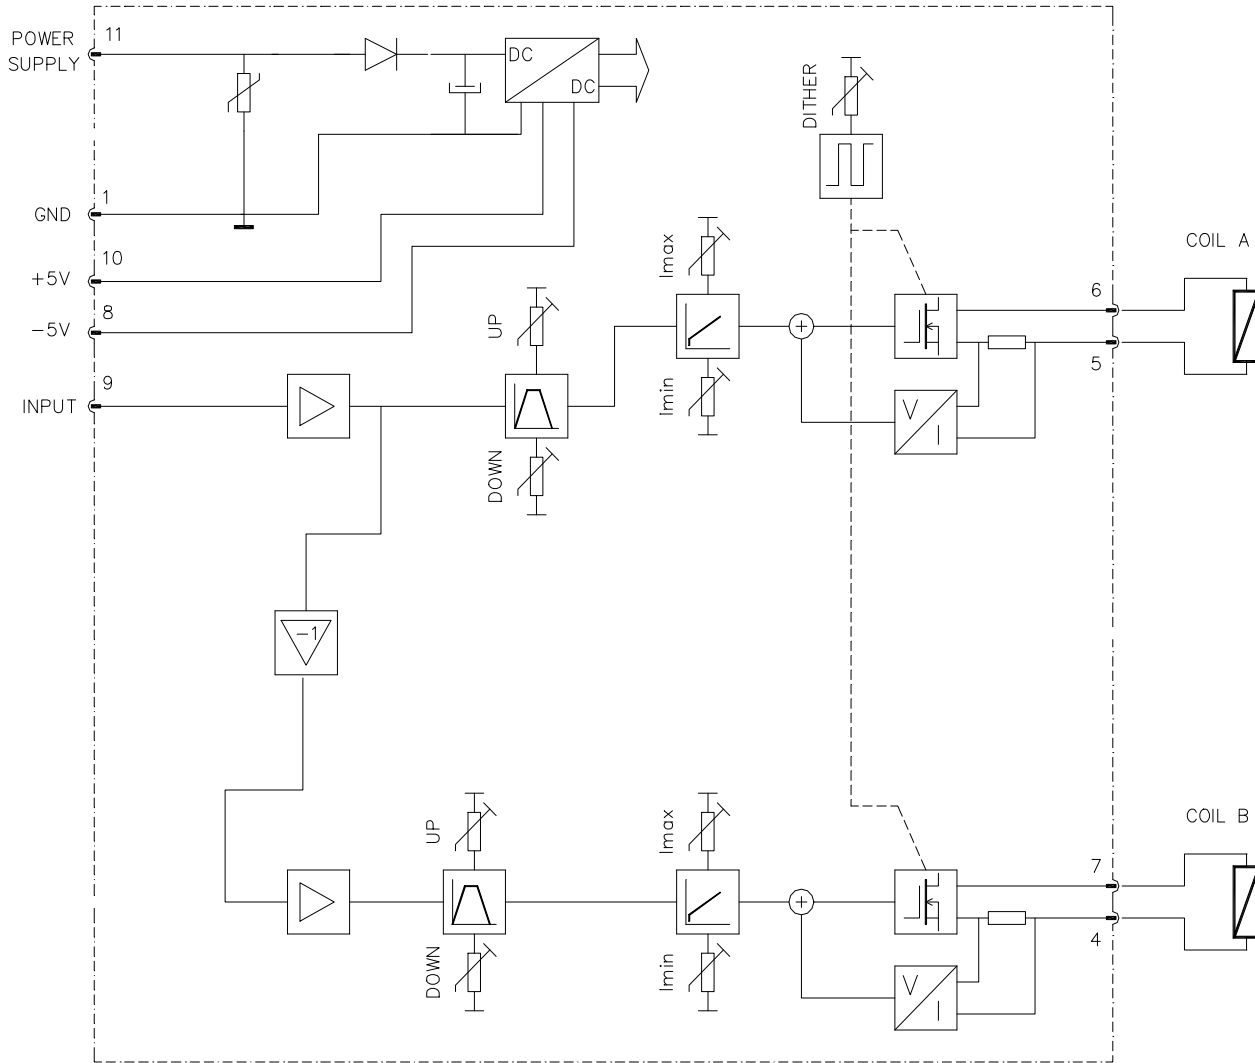 POWER
SUPPLY
11
DC
DC
DITHER
1
GND
10
+5V
8
-5V
9
INPUT
UP
DOWN
Imax
Imin
+
V
I
6
5
COIL A
-1
UP
DOWN
Imax
Imin
+
V
I
7
4
COIL B